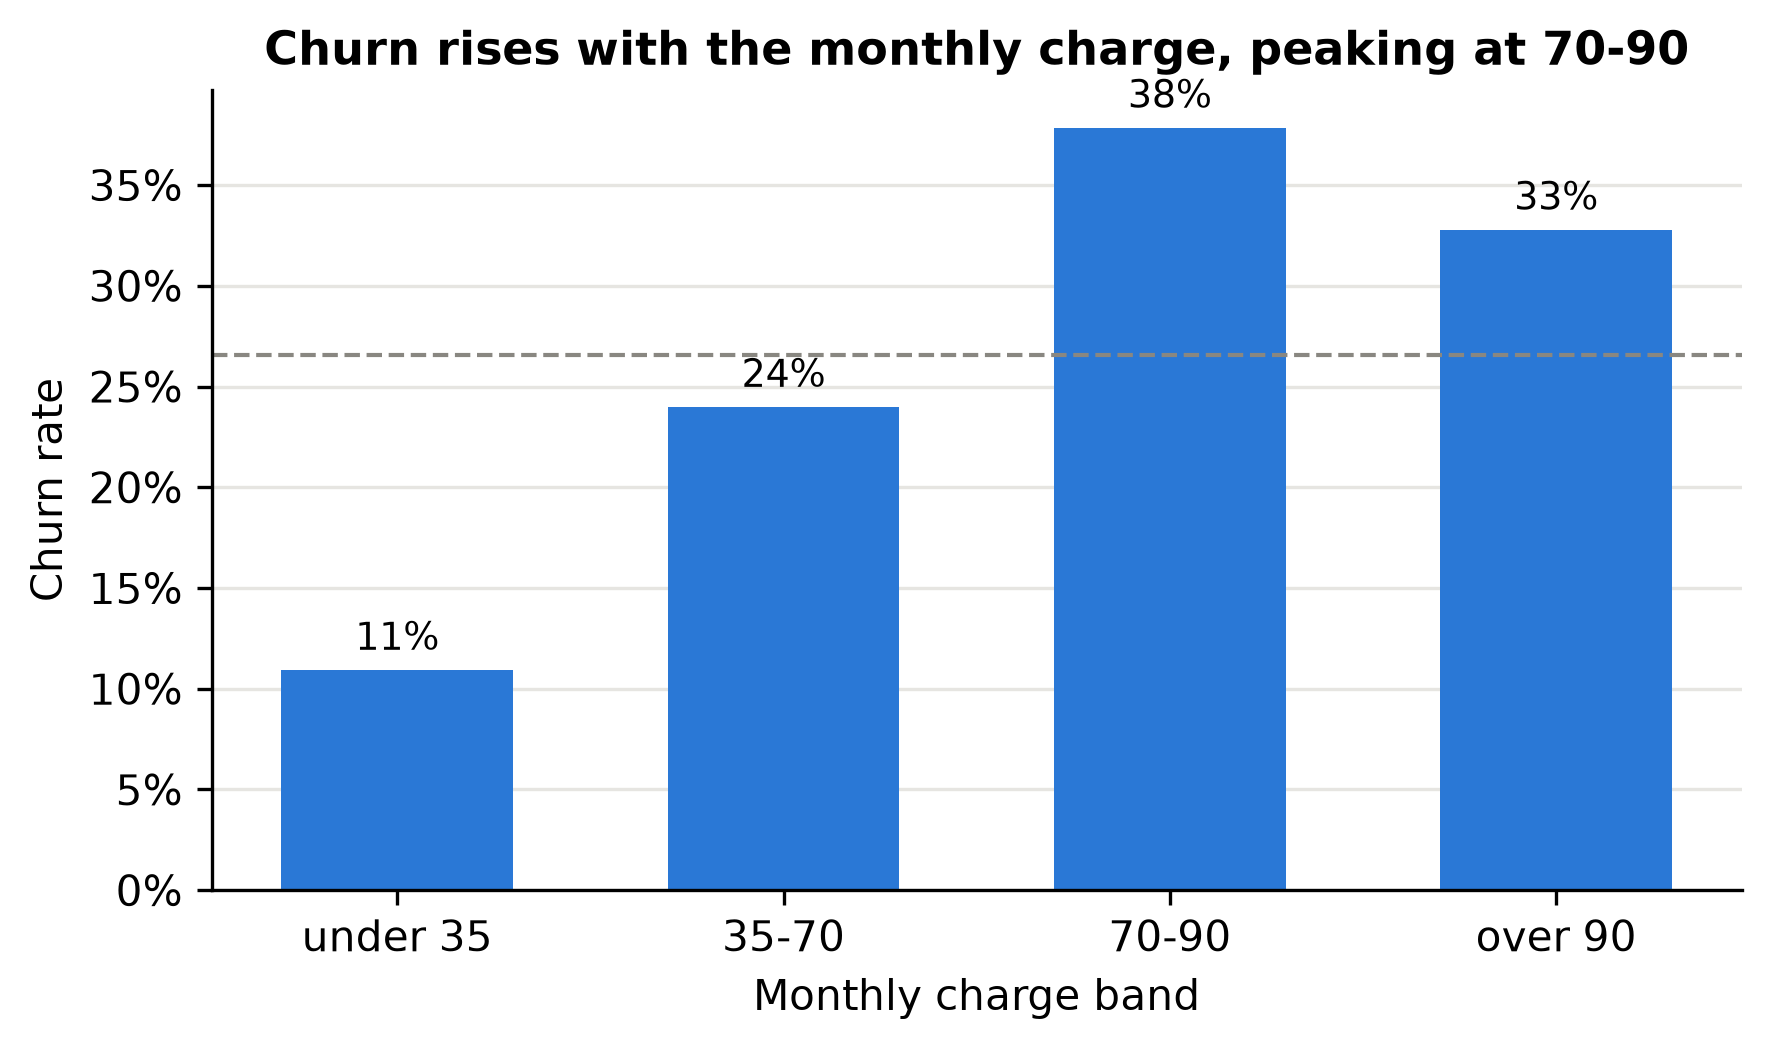 Churn rises with the monthly charge, peaking at 70-90
38%
35%
33%
30%
24%
25%
20%
15%
11%
10%
5%
0%
Churn rate
under 35
35-70
70-90
over 90
Monthly charge band